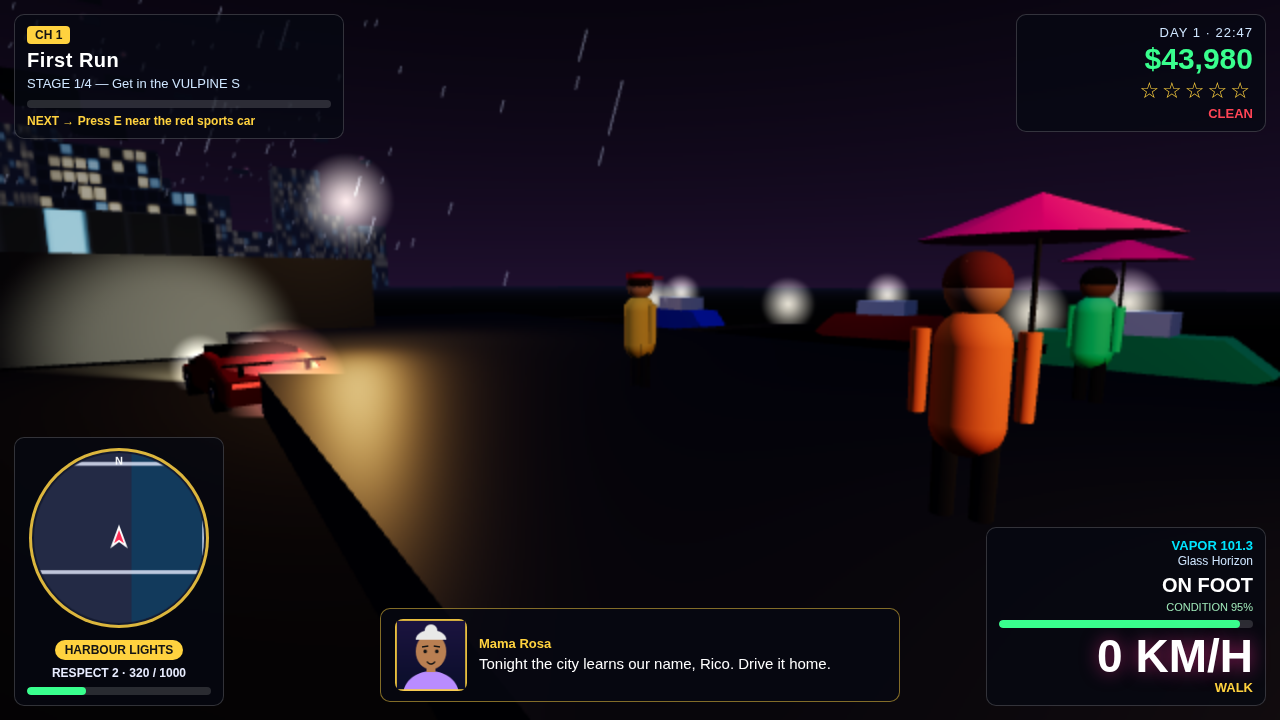 CH 1
First Run
STAGE 1/4 — Get in the VULPINE S
NEXT → Press E near the red sports car
DAY 1 · 22:47
$43,980
☆☆☆☆☆
CLEAN
N
HARBOUR LIGHTS
RESPECT 2 · 320 / 1000
Mama Rosa
Tonight the city learns our name, Rico. Drive it home.
VAPOR 101.3
Glass Horizon
ON FOOT
CONDITION 95%
0 KM/H
WALK